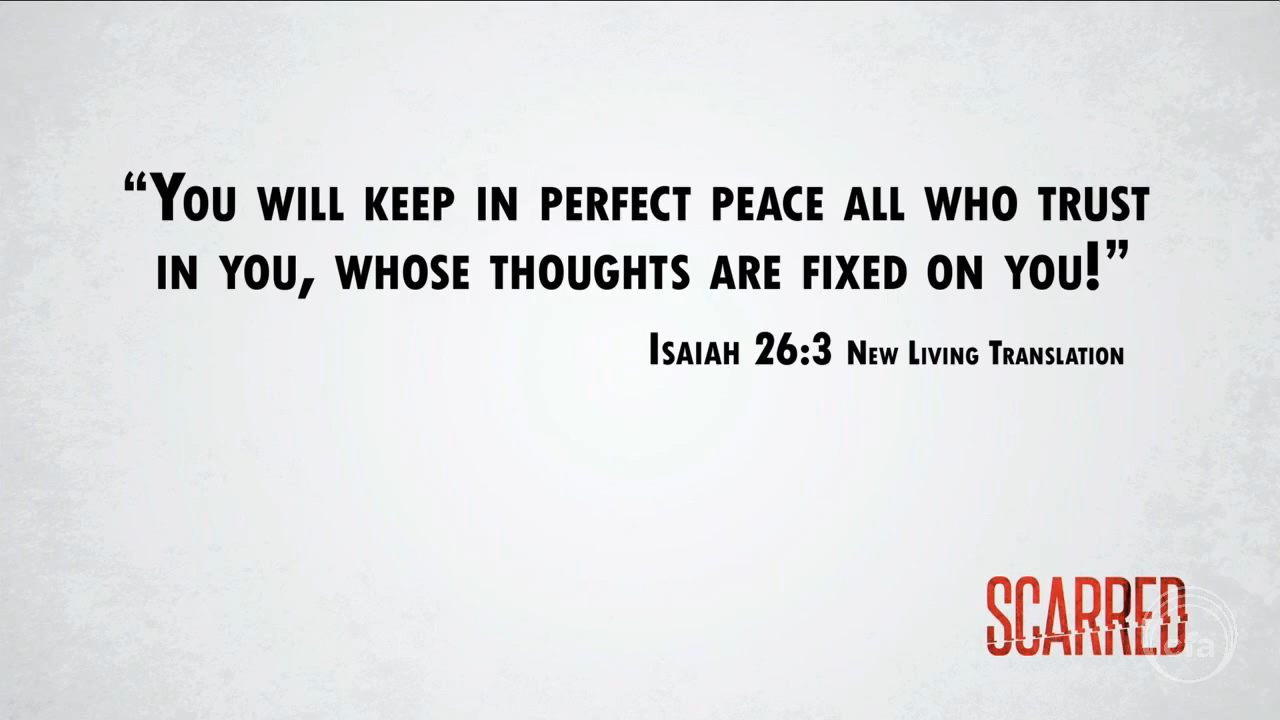 “You will keep in perfect peace all who trust
in you, whose thoughts are fixed on you!”
Isaiah 26:3 New Living Translation
SCARRED
cfa